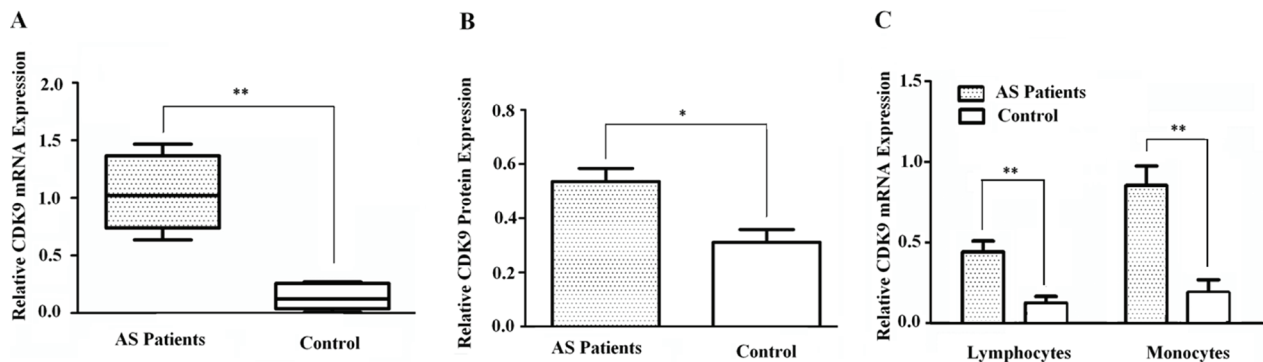 A
Relative CDK9 mRNA Expression
2.0
1.5
1.0
0.5
0.0
**
AS Patients
Control
B
Relative CDK9 Protein Expression
0.8
0.6
0.4
0.2
0.0
*
AS Patients
Control
C
Relative CDK9 mRNA Expression
1.5
1.0
0.5
0.0
AS Patients
Control
**
**
Lymphocytes
Monocytes